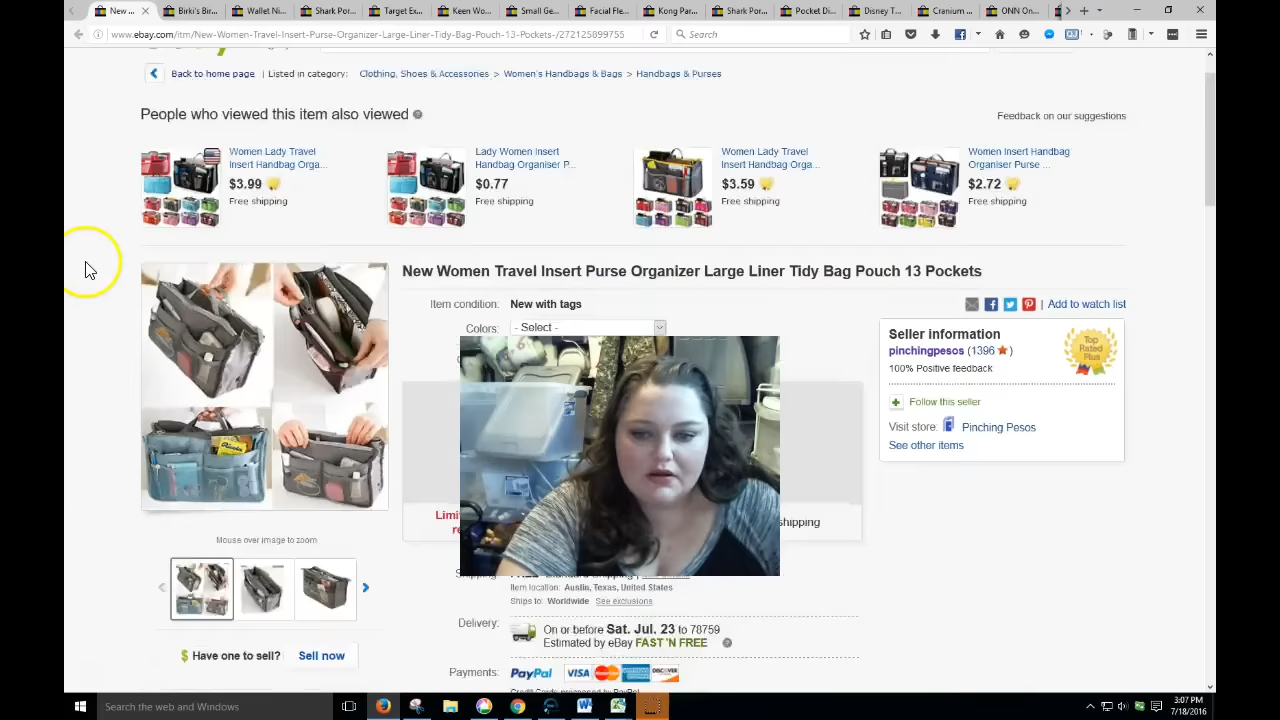 New ...
Birki's Bir...
Wallet Ni...
Shark Por...
Target Ex...
Keen Wo...
Small Ge...
Facial Fle...
Kong Par...
Shark Por...
Pocket Di...
Disney T...
Cranium ...
ONN On...
www.ebay.com/itm/New-Women-Travel-Insert-Purse-Organizer-Large-Liner-Tidy-Bag-Pouch-13-Pockets-/272125899755
Search
Back to home page | Listed in category: Clothing, Shoes & Accessories > Women's Handbags & Bags > Handbags & Purses
People who viewed this item also viewed
Feedback on our suggestions
Women Lady Travel
Insert Handbag Orga...
$3.99
Free shipping
Lady Women Insert
Handbag Organiser P...
$0.77
Free shipping
Women Lady Travel
Insert Handbag Orga...
$3.59
Free shipping
Women Insert Handbag
Organiser Purse ...
$2.72
Free shipping
New Women Travel Insert Purse Organizer Large Liner Tidy Bag Pouch 13 Pockets
Item condition: New with tags
| Add to watch list
Colors: - Select -
Seller information
pinchingpesos (1396 )
100% Positive feedback
Top Rated Plus
Follow this seller
Visit store: Pinching Pesos
See other items
Limi
re
shipping
Mouse over image to zoom
Item location: Austin, Texas, United States
Ships to: Worldwide See exclusions
Delivery: On or before Sat. Jul. 23 to 78759
Estimated by eBay FAST 'N FREE
$ Have one to sell? Sell now
Payments: PayPal VISA MasterCard DISCOVER
Search the web and Windows
3:07 PM
7/18/2016